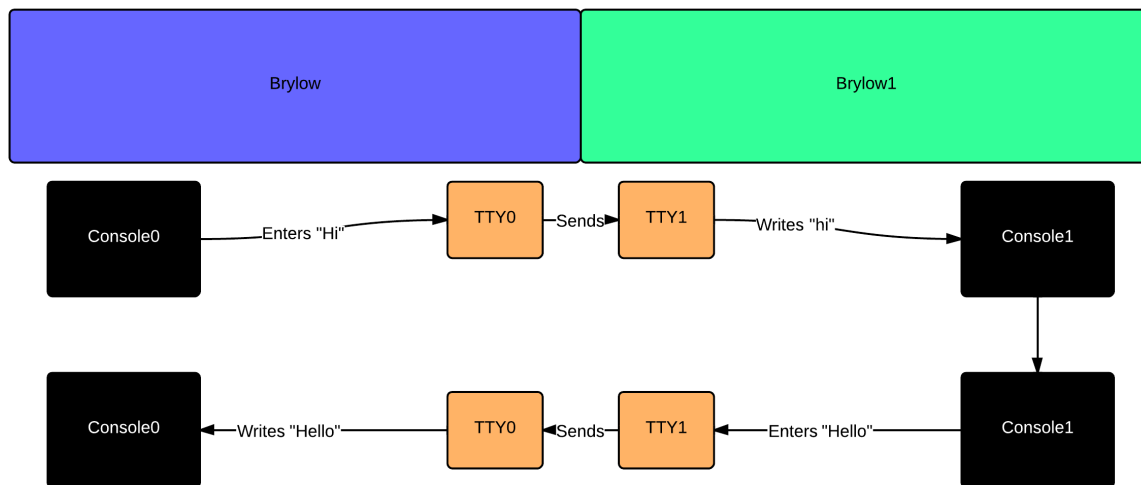 Brylow
Brylow1
Console0
Enters "Hi"
TTY0
Sends
TTY1
Writes "hi"
Console1
Console0
Writes "Hello"
TTY0
Sends
TTY1
Enters "Hello"
Console1